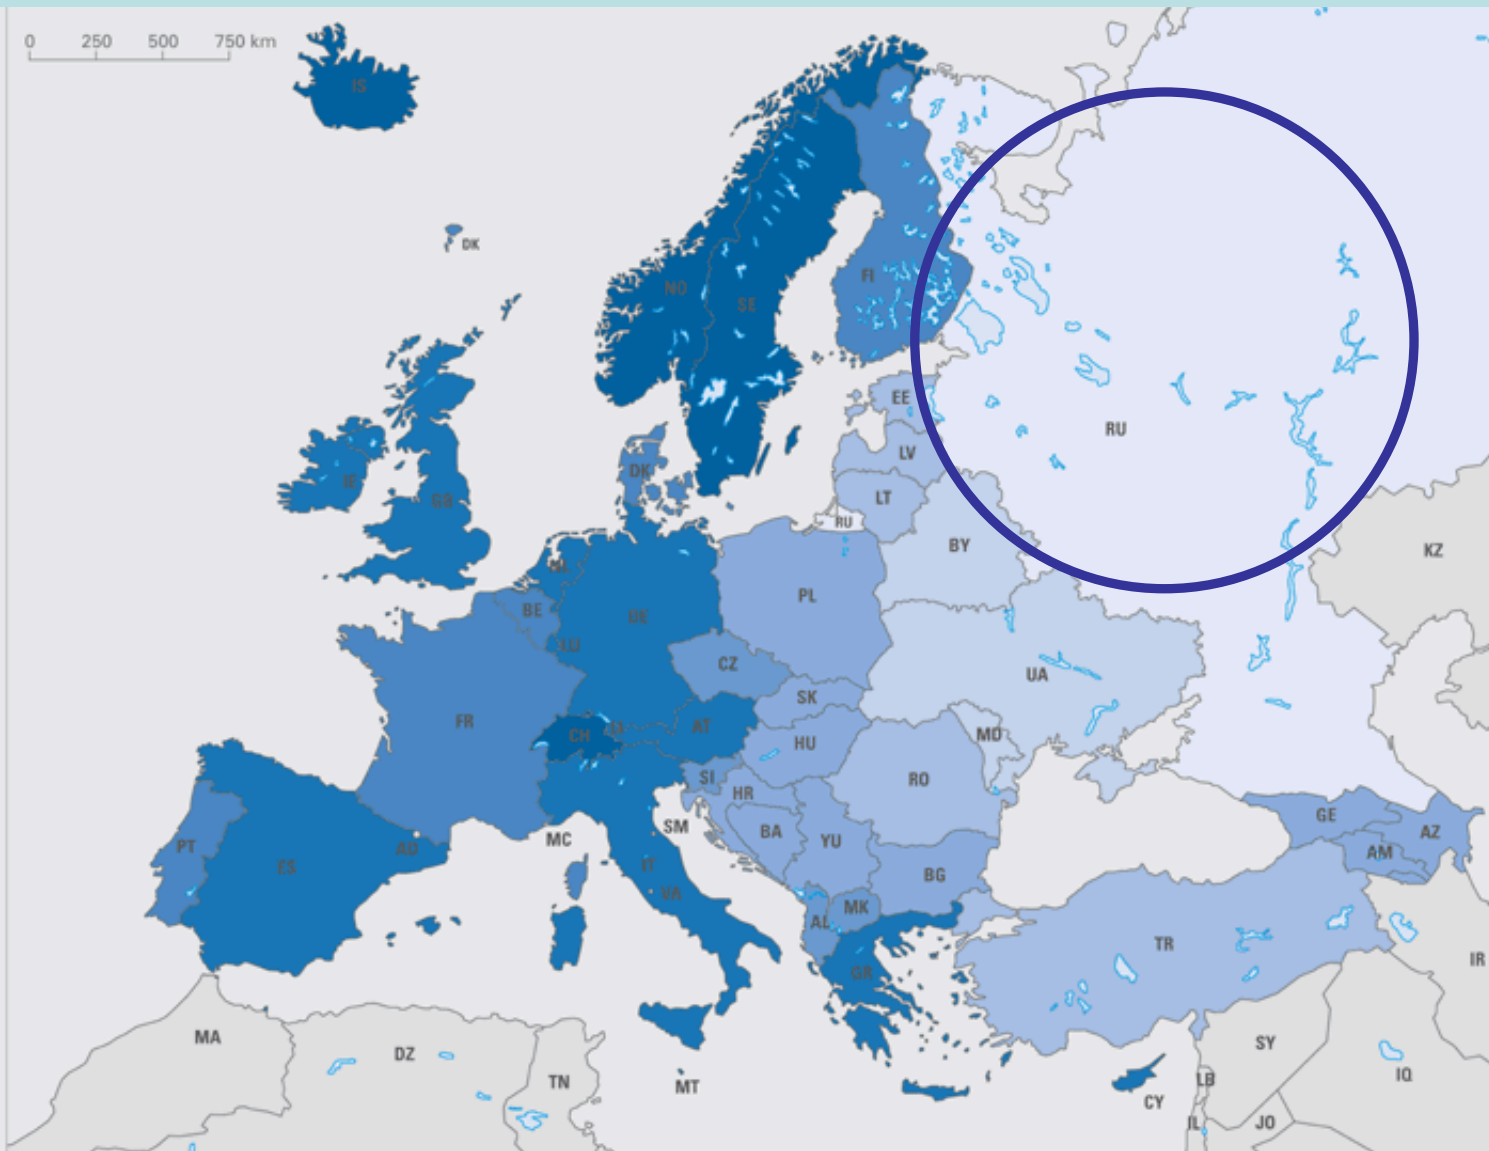 0 250 500 750 km
IS
DK
NO
SE
FI
EE
LV
LT
RU
RU
BY
KZ
IE
GB
DK
NL
BE
LU
DE
PL
CZ
SK
UA
FR
CH
LI
AT
HU
MD
RO
SI
HR
BA
YU
BG
GE
AZ
AM
PT
ES
AD
MC
SM
IT
VA
AL
MK
GR
TR
IR
MA
DZ
TN
MT
CY
SY
LB
IL
JO
IQ